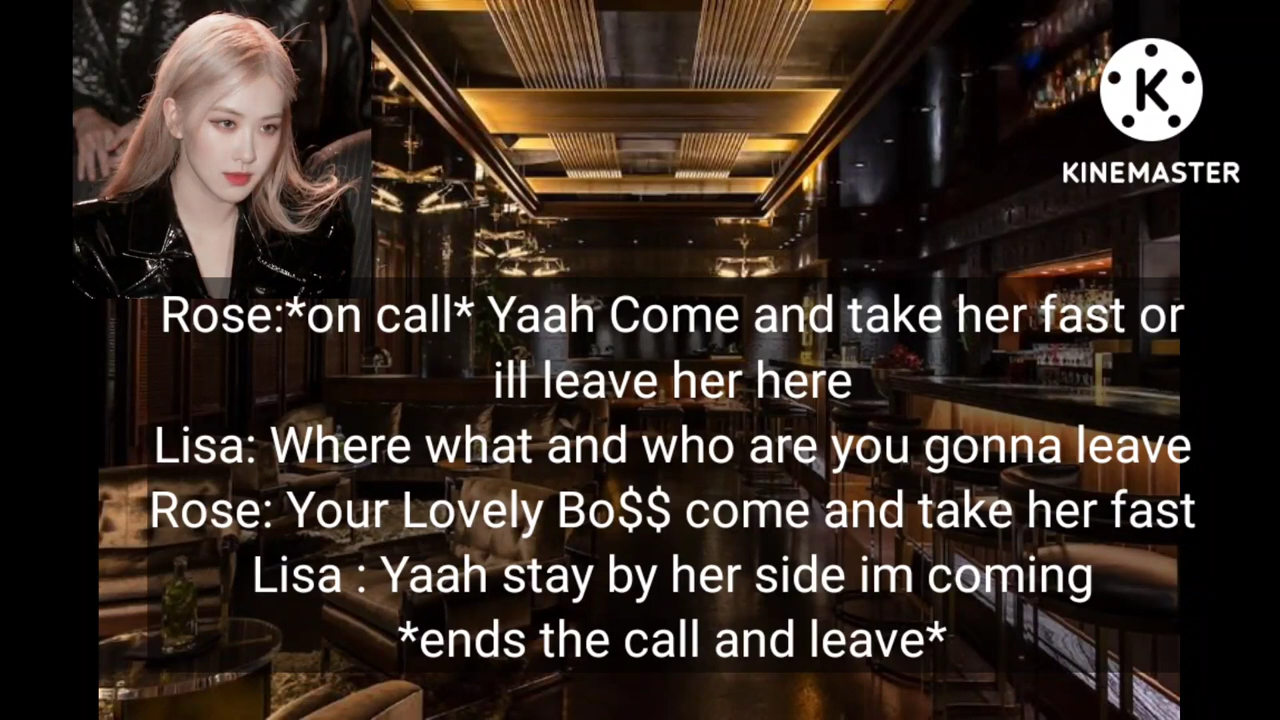 KINEMASTER
Rose:*on call* Yaah Come and take her fast or
ill leave her here
Lisa: Where what and who are you gonna leave
Rose: Your Lovely Bo$$ come and take her fast
Lisa : Yaah stay by her side im coming
*ends the call and leave*